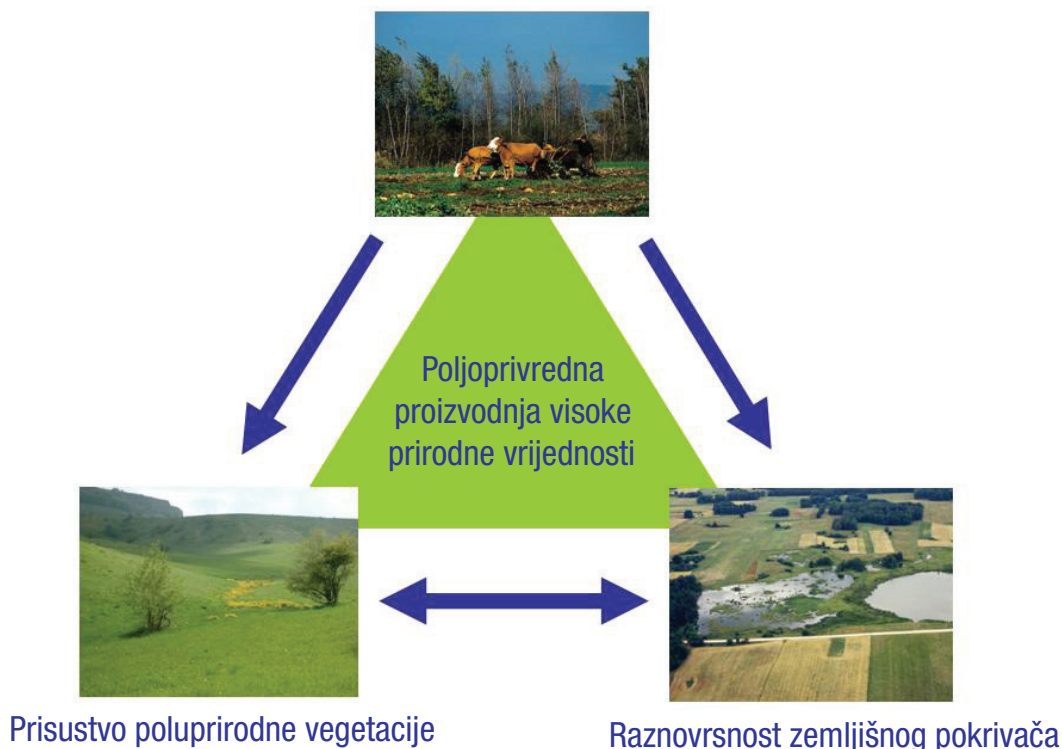 Poljoprivredna
proizvodnja visoke
prirodne vrijednosti
Prisustvo poluprirodne vegetacije
Raznovrsnost zemljišnog pokrivača